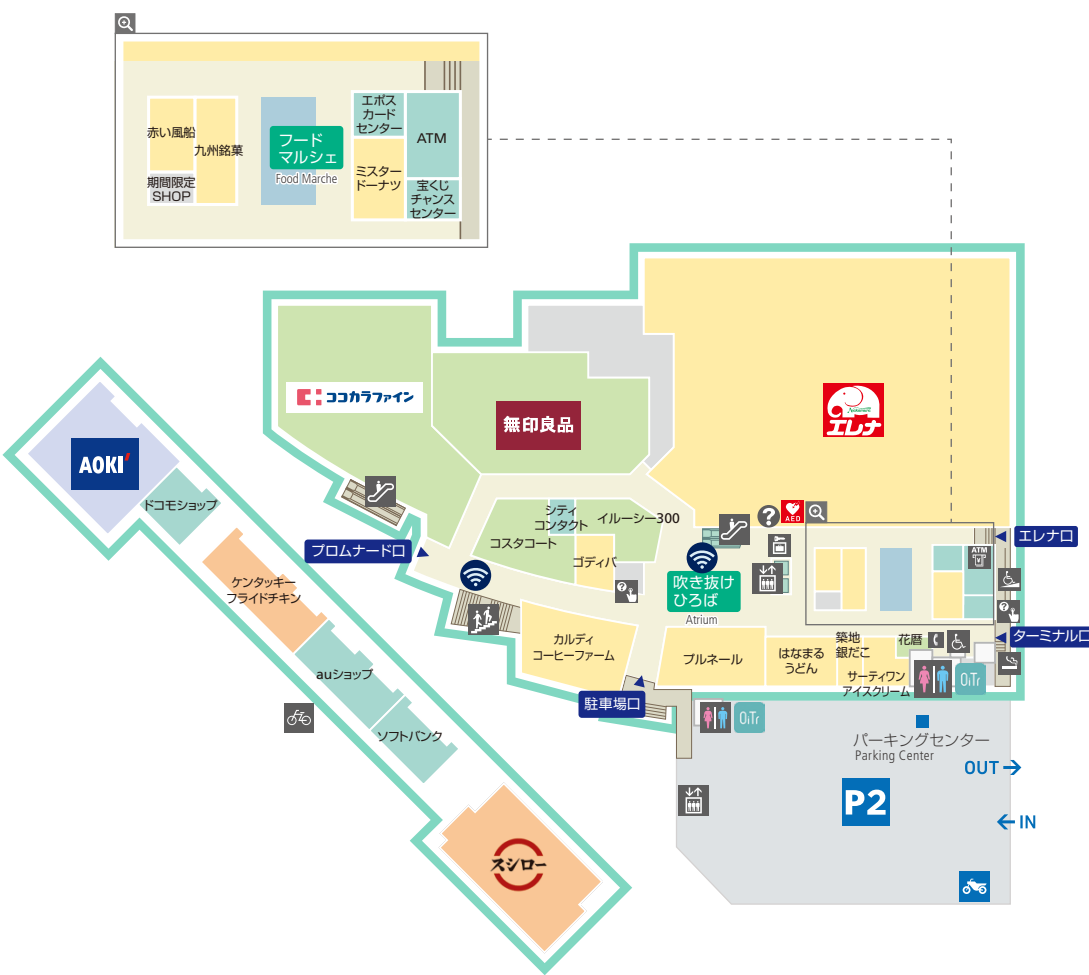 エポス
カード
センター
ATM
赤い風船
九州銘菓
フード
マルシェ
Food Marche
ミスター
ドーナツ
期間限定
SHOP
宝くじ
チャンス
センター
ココカラファイン
無印良品
エレナ
AOKI'
ドコモショップ
シティ
コンタクト
イルーシー300
コスタコート
ゴディバ
?
AED
エレナ口
プロムナード口
ATM
吹き抜け
ひろば
Atrium
ケンタッキー
フライドチキン
?
?
カルディ
コーヒーファーム
プルネール
はなまる
うどん
築地
銀だこ
花暦
ターミナル口
サーティワン
アイスクリーム
OiTr
auショップ
駐車場口
OiTr
ソフトバンク
パーキングセンター
Parking Center
OUT
P2
IN
スシロー